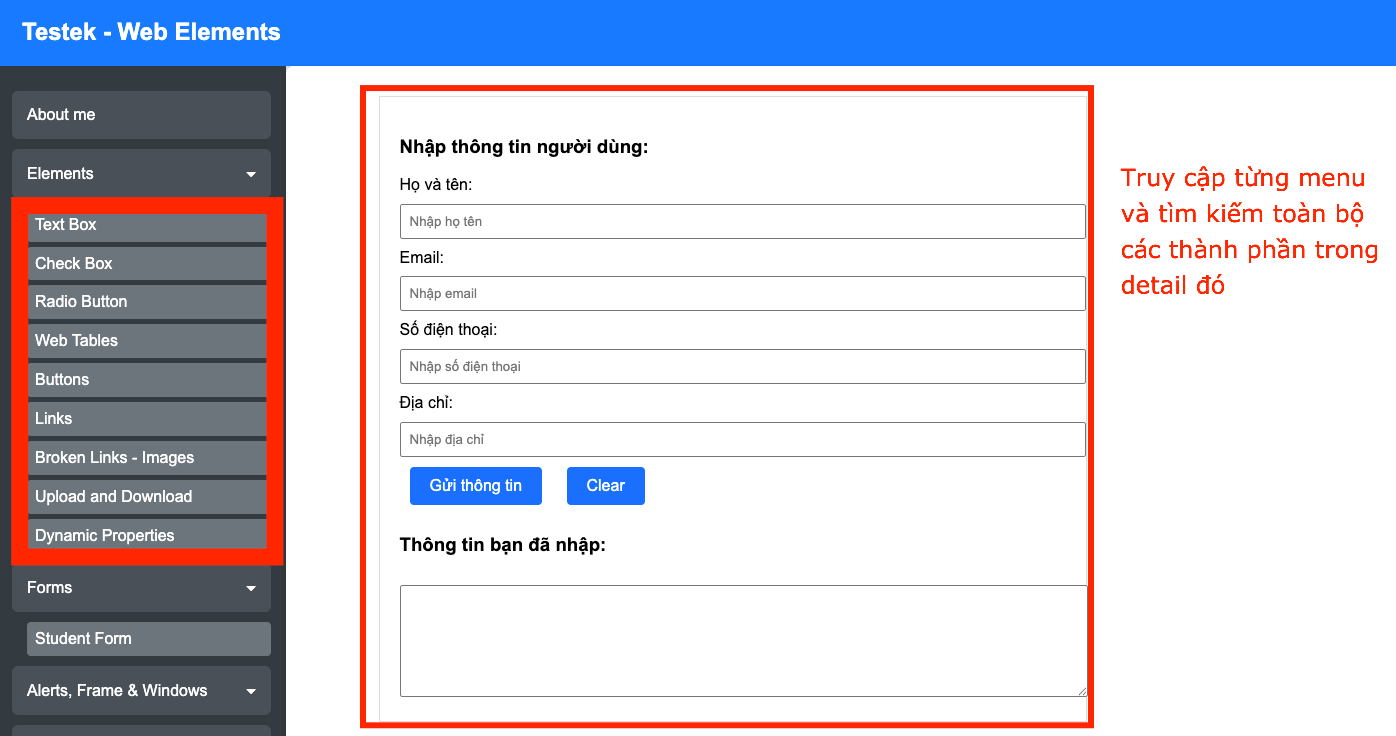 Testek - Web Elements
About me
Elements
Text Box
Check Box
Radio Button
Web Tables
Buttons
Links
Broken Links - Images
Upload and Download
Dynamic Properties
Forms
Student Form
Alerts, Frame & Windows
Nhập thông tin người dùng:
Họ và tên:
Nhập họ tên
Email:
Nhập email
Số điện thoại:
Nhập số điện thoại
Địa chỉ:
Nhập địa chỉ
Gửi thông tin
Clear
Thông tin bạn đã nhập:
Truy cập từng menu
và tìm kiếm toàn bộ
các thành phần trong
detail đó